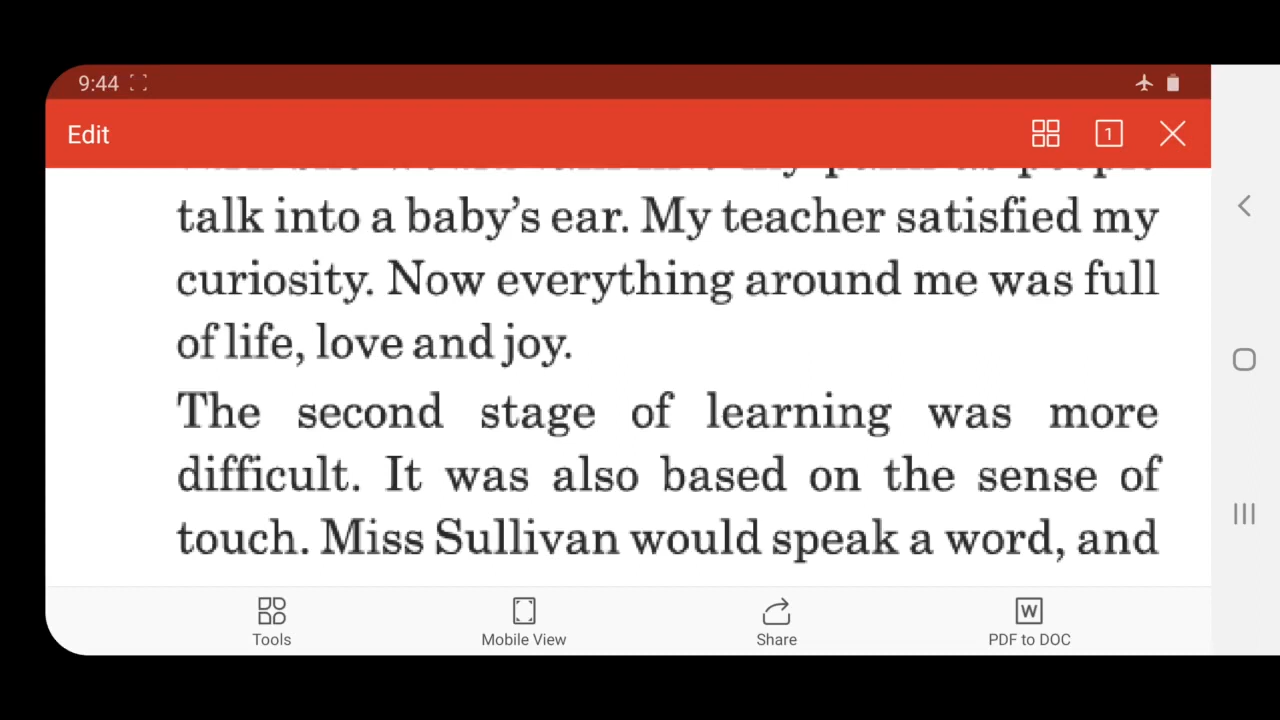 9:44
Edit
1
talk into a baby's ear. My teacher satisfied my
curiosity. Now everything around me was full
of life, love and joy.
The second stage of learning was more
difficult. It was also based on the sense of
touch. Miss Sullivan would speak a word, and
Tools
Mobile View
Share
W
PDF to DOC